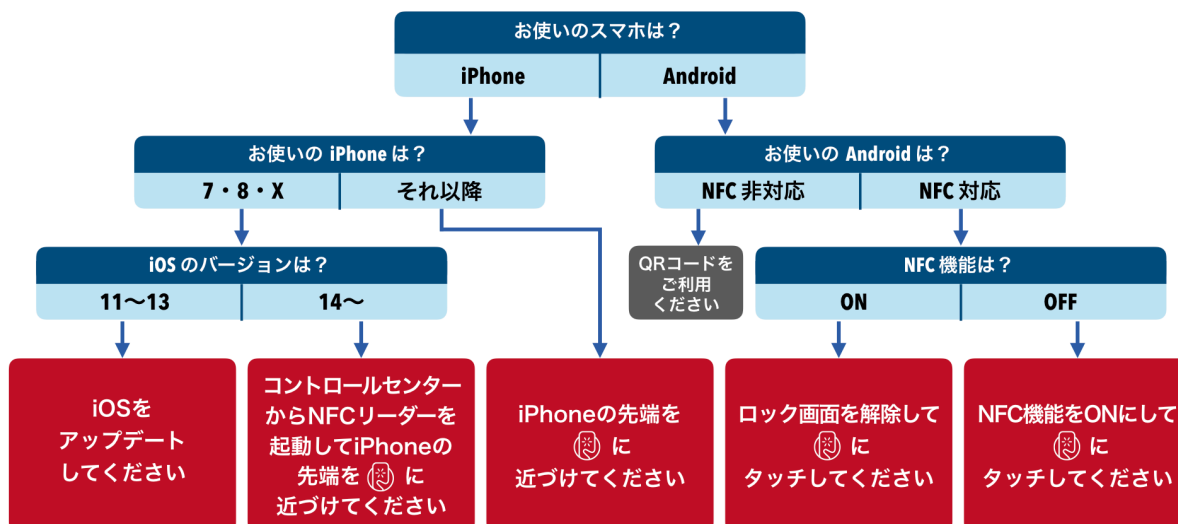 お使いのスマホは？
iPhone
Android
お使いの iPhone は？
7・8・X
それ以降
お使いの Android は？
NFC 非対応
NFC 対応
iOS のバージョンは？
11〜13
14〜
QRコードを
ご利用
ください
NFC 機能は？
ON
OFF
iOSを
アップデート
してください
コントロールセンター
からNFCリーダーを
起動してiPhoneの
先端を に
近づけてください
iPhoneの先端を
に
近づけてください
ロック画面を解除して
に
タッチしてください
NFC機能をONにして
に
タッチしてください